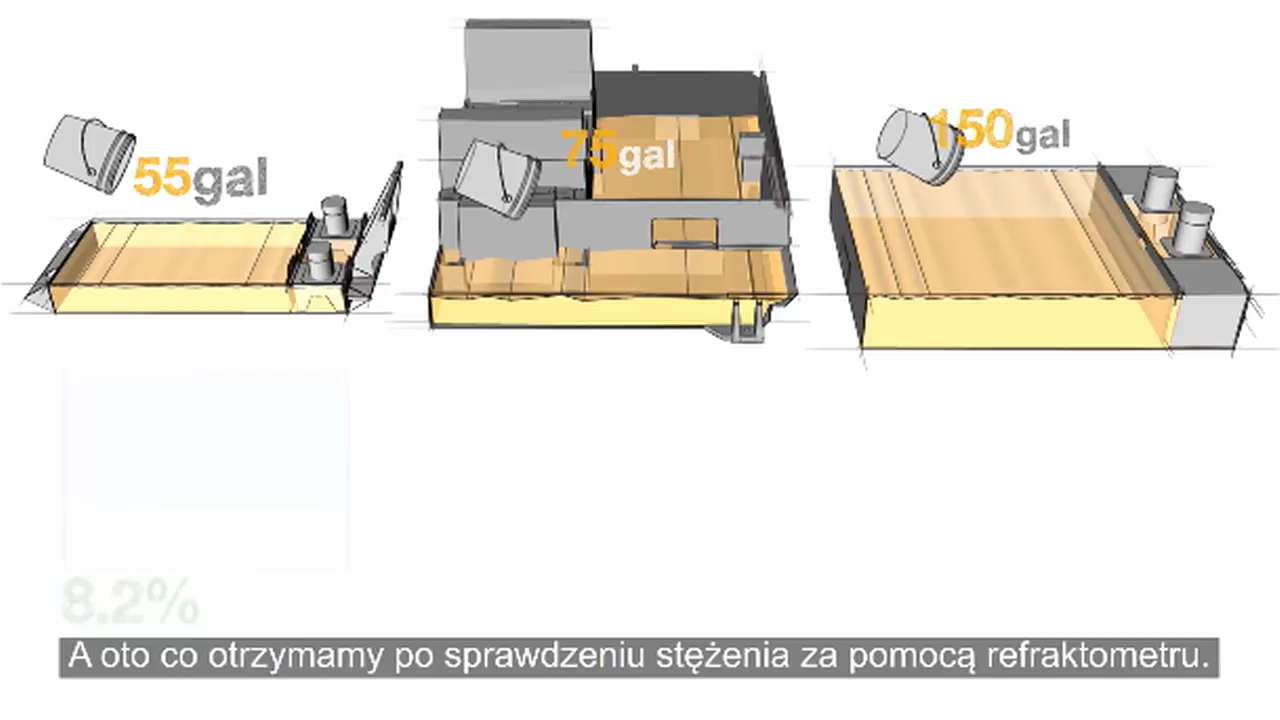 55gal
75gal
150gal
8.2%
A oto co otrzymamy po sprawdzeniu stężenia za pomocą refraktometru.